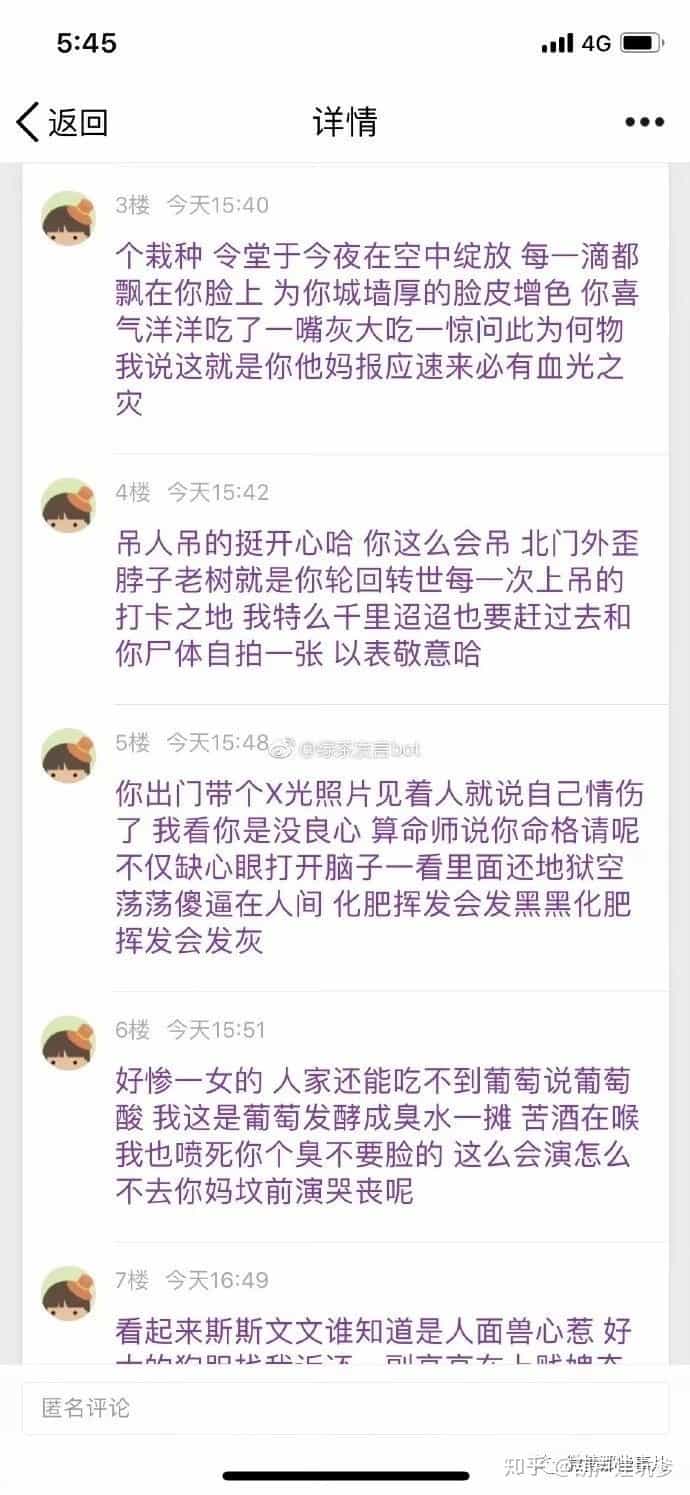 5:45
4G
返回
详情
3楼 今天15:40
个栽种 令堂于今夜在空中绽放 每一滴都
飘在你脸上 为你城墙厚的脸皮增色 你喜
气洋洋吃了一嘴灰大吃一惊问此为何物
我说这就是你他妈报应速来必有血光之
灾
4楼 今天15:42
吊人吊的挺开心哈 你这么会吊 北门外歪
脖子老树就是你轮回转世每一次上吊的
打卡之地 我特么千里迢迢也要赶过去和
你尸体自拍一张 以表敬意哈
5楼 今天15:48
@绿茶发言bot
你出门带个X光照片见着人就说自己情伤
了 我看你是没良心 算命师说你命格请呢
不仅缺心眼打开脑子一看里面还地狱空
荡荡傻逼在人间 化肥挥发会发黑黑化肥
挥发会发灰
6楼 今天15:51
好惨一女的 人家还能吃不到葡萄说葡萄
酸 我这是葡萄发酵成臭水一摊 苦酒在喉
我也喷死你个臭不要脸的 这么会演怎么
不去你妈坟前演哭丧呢
7楼 今天16:49
看起来斯斯文文谁知道是人面兽心惹 好
匿名评论
知乎